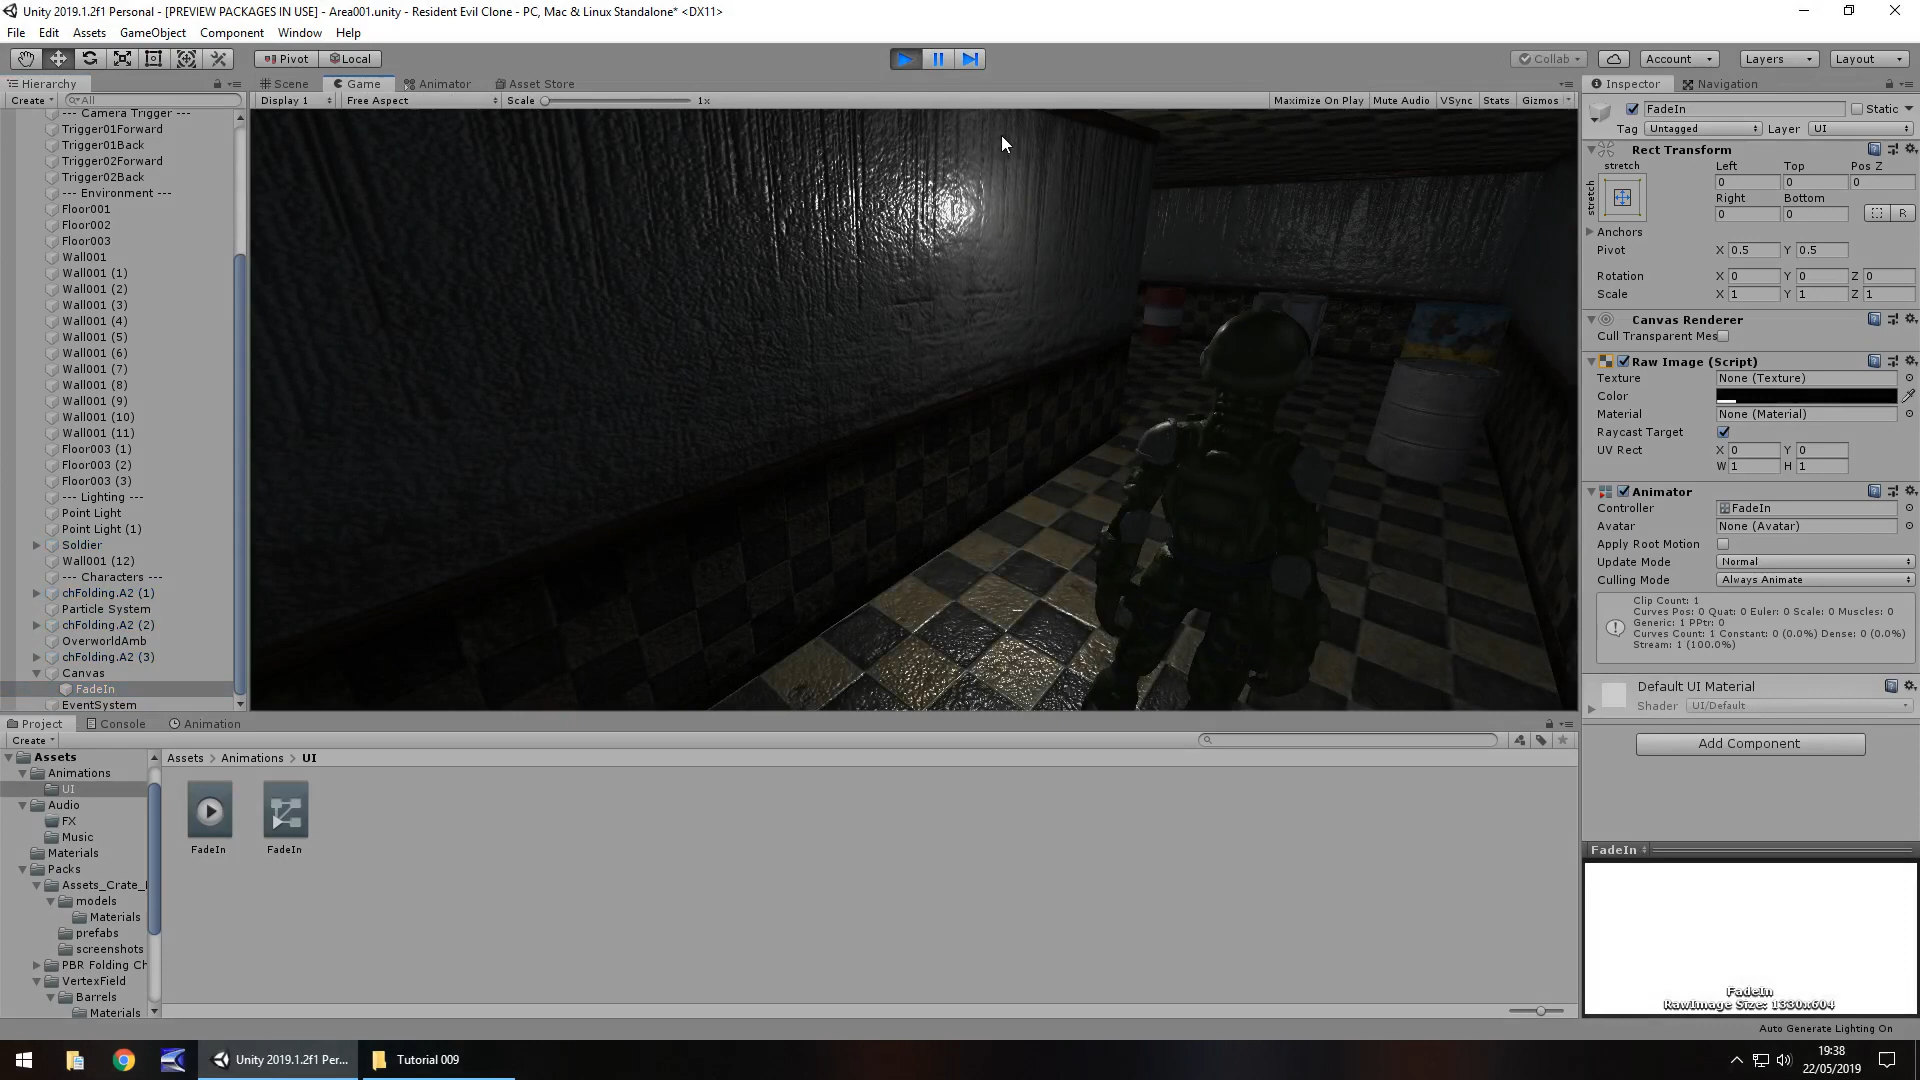 Unity 2019.1.2f1 Personal - [PREVIEW PACKAGES IN USE] - Area001.unity - Resident Evil Clone - PC, Mac & Linux Standalone* <DX11>
File Edit Assets GameObject Component Window Help
Pivot Local Collab Account Layers Layout
Hierarchy Scene Game Animator Asset Store Inspector Navigation
Create All Display 1 Free Aspect Scale 1x Maximize On Play Mute Audio VSync Stats Gizmos
--- Camera Trigger ---
Trigger01Forward
Trigger01Back
Trigger02Forward
Trigger02Back
--- Environment ---
Floor001
Floor002
Floor003
Wall001
Wall001 (1)
Wall001 (2)
Wall001 (3)
Wall001 (4)
Wall001 (5)
Wall001 (6)
Wall001 (7)
Wall001 (8)
Wall001 (9)
Wall001 (10)
Wall001 (11)
Floor003 (1)
Floor003 (2)
Floor003 (3)
--- Lighting ---
Point Light
Point Light (1)
Soldier
Wall001 (12)
--- Characters ---
chFolding.A2 (1)
Particle System
chFolding.A2 (2)
OverworldAmb
chFolding.A2 (3)
Canvas
FadeIn
EventSystem
FadeIn Static
Tag Untagged Layer UI
Rect Transform
stretch Left Top Pos Z
stretch 0 0 0
Right Bottom
0 0 R
Anchors
Pivot X 0.5 Y 0.5
Rotation X 0 Y 0 Z 0
Scale X 1 Y 1 Z 1
Canvas Renderer
Cull Transparent Mes
Raw Image (Script)
Texture None (Texture)
Color
Material None (Material)
Raycast Target
UV Rect X 0 Y 0
W 1 H 1
Animator
Controller FadeIn
Avatar None (Avatar)
Apply Root Motion
Update Mode Normal
Culling Mode Always Animate
Clip Count: 1
Curves Pos: 0 Quat: 0 Euler: 0 Scale: 0 Muscles: 0
Generic: 1 PPtr: 0
Curves Count: 1 Constant: 0 (0.0%) Dense: 0 (0.0%)
Stream: 1 (100.0%)
Default UI Material
Shader UI/Default
Add Component
FadeIn
FadeIn
RawImage Size: 1330x604
Auto Generate Lighting On
Project Console Animation
Create
Assets
Animations
UI
Audio
FX
Music
Materials
Packs
Assets_Crate_
models
Materials
prefabs
screenshots
PBR Folding Ch
VertexField
Barrels
Materials
Assets > Animations > UI
FadeIn FadeIn
Unity 2019.1.2f1 Per... Tutorial 009
19:38
22/05/2019